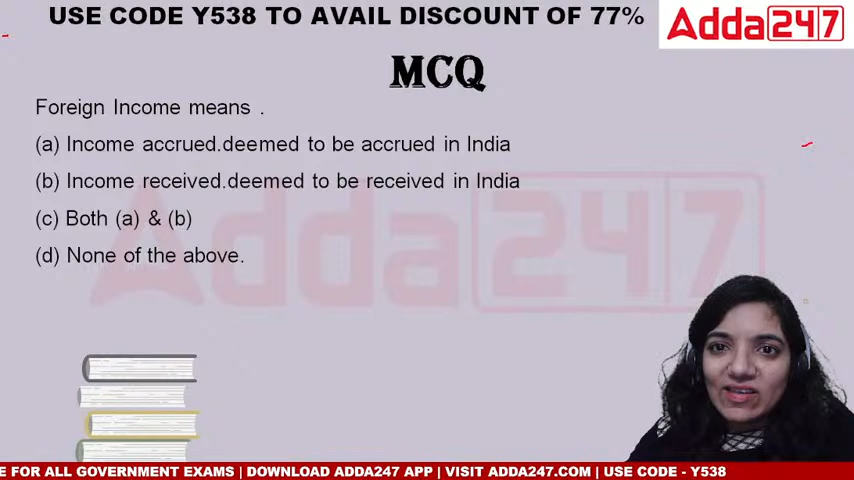 USE CODE Y538 TO AVAIL DISCOUNT OF 77%
Adda247
MCQ
Foreign Income means .
(a) Income accrued.deemed to be accrued in India
(b) Income received.deemed to be received in India
(c) Both (a) & (b)
(d) None of the above.
Adda247
E FOR ALL GOVERNMENT EXAMS | DOWNLOAD ADDA247 APP | VISIT ADDA247.COM | USE CODE - Y538